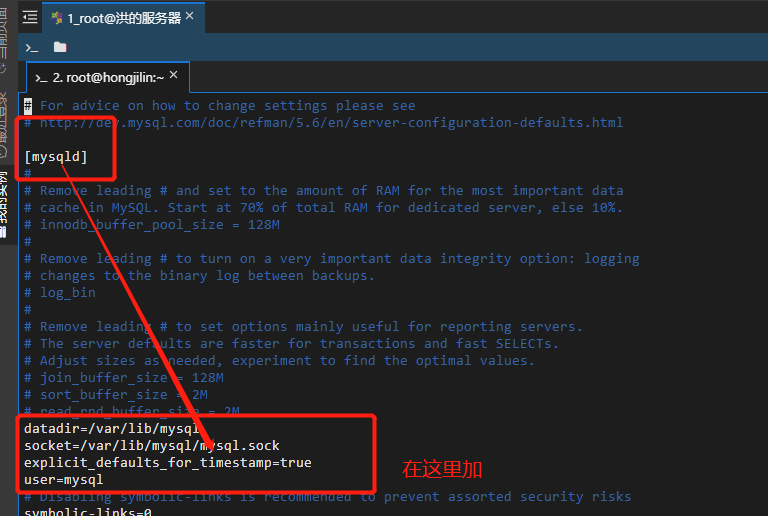 1_root@洪的服务器 ×
>_
>_ 2. root@hongjilin:~ ×
# For advice on how to change settings please see
# http://dev.mysql.com/doc/refman/5.6/en/server-configuration-defaults.html
[mysqld]
#
# Remove leading # and set to the amount of RAM for the most important data
# cache in MySQL. Start at 70% of total RAM for dedicated server, else 10%.
# innodb_buffer_pool_size = 128M
#
# Remove leading # to turn on a very important data integrity option: logging
# changes to the binary log between backups.
# log_bin
#
# Remove leading # to set options mainly useful for reporting servers.
# The server defaults are faster for transactions and fast SELECTs.
# Adjust sizes as needed, experiment to find the optimal values.
# join_buffer_size = 128M
# sort_buffer_size = 2M
# read_rnd_buffer_size = 2M
datadir=/var/lib/mysql
socket=/var/lib/mysql/mysql.sock
explicit_defaults_for_timestamp=true
user=mysql
在这里加
# Disabling symbolic-links is recommended to prevent assorted security risks
symbolic-links=0